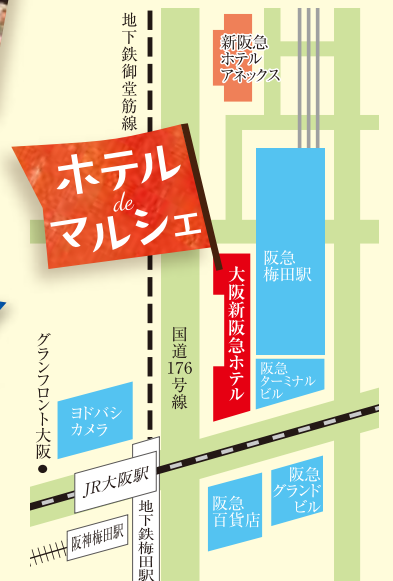 地下鉄御堂筋線
新阪急
ホテル
アネックス
ホテル
de
マルシェ
大阪新阪急ホテル
阪急
梅田駅
国道176号線
阪急
ターミナル
ビル
グランフロント大阪
ヨドバシ
カメラ
JR大阪駅
阪神梅田駅
地下鉄梅田駅
阪急
百貨店
阪急
グランド
ビル